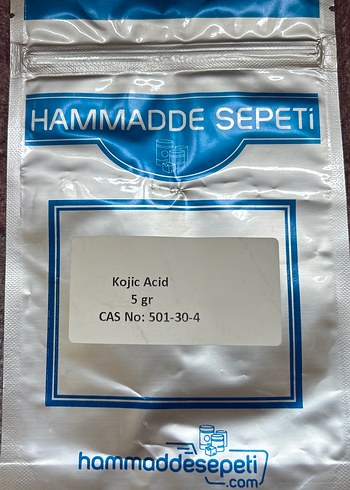 HAMMADDE SEPETi
Kojic Acid
5 gr
CAS No: 501-30-4
hammaddesepeti
.com